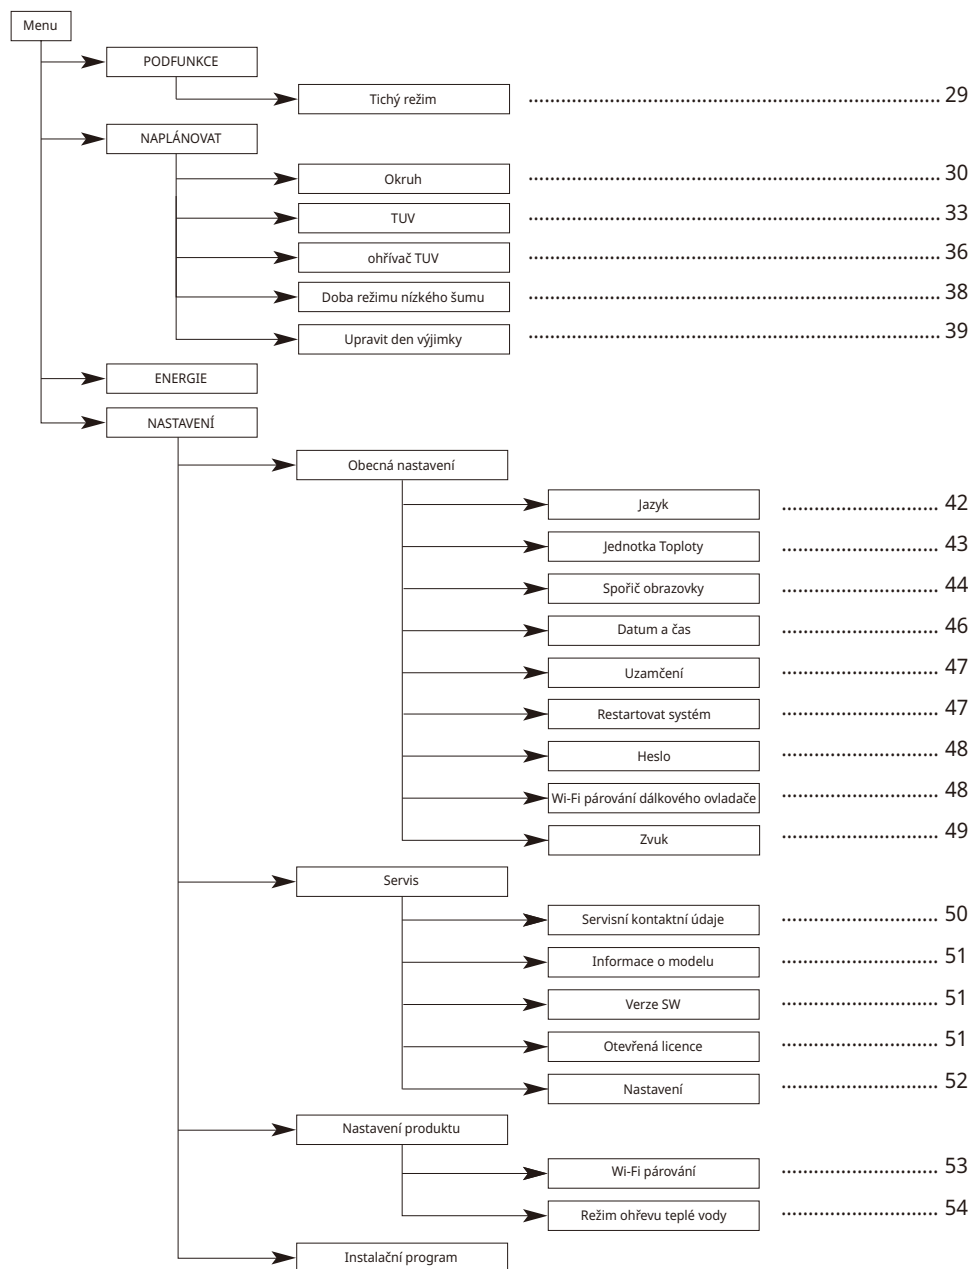 Menu
PODFUNKCE
Tichý režim ........................ 29
NAPLÁNOVAT
Okruh ........................ 30
TUV ........................ 33
ohřívač TUV ........................ 36
Doba režimu nízkého šumu ........................ 38
Upravit den výjimky ........................ 39
ENERGIE
NASTAVENÍ
Obecná nastavení
Jazyk ........................ 42
Jednotka Toploty ........................ 43
Spořič obrazovky ........................ 44
Datum a čas ........................ 46
Uzamčení ........................ 47
Restartovat systém ........................ 47
Heslo ........................ 48
Wi-Fi párování dálkového ovladače ........................ 48
Zvuk ........................ 49
Servis
Servisní kontaktní údaje ........................ 50
Informace o modelu ........................ 51
Verze SW ........................ 51
Otevřená licence ........................ 51
Nastavení ........................ 52
Nastavení produktu
Wi-Fi párování ........................ 53
Režim ohřevu teplé vody ........................ 54
Instalační program